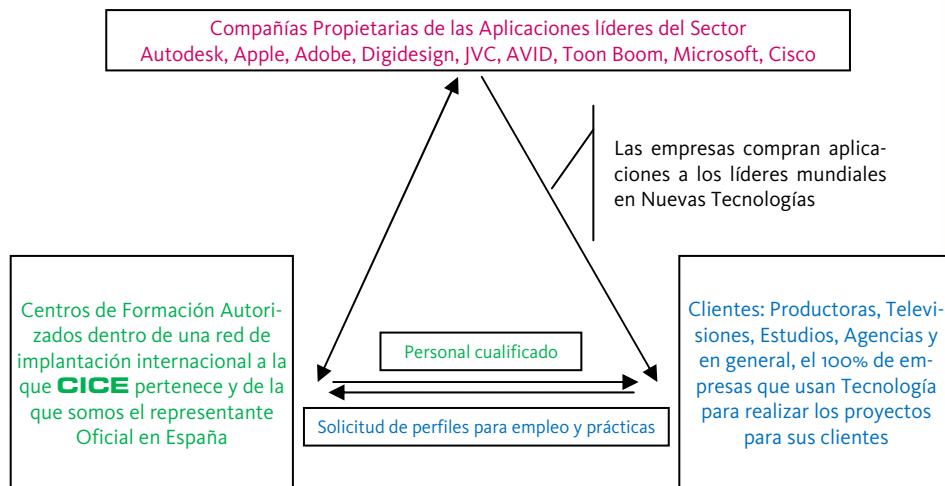 Compañías Propietarias de las Aplicaciones líderes del Sector
Autodesk, Apple, Adobe, Digidesign, JVC, AVID, Toon Boom, Microsoft, Cisco
Las empresas compran aplica-
ciones a los líderes mundiales
en Nuevas Tecnologías
Centros de Formación Autori-
zados dentro de una red de
implantación internacional a la
que CICE pertenece y de la
que somos el representante
Oficial en España
Personal cualificado
Solicitud de perfiles para empleo y prácticas
Clientes: Productoras, Televi-
siones, Estudios, Agencias y
en general, el 100% de em-
presas que usan Tecnología
para realizar los proyectos
para sus clientes